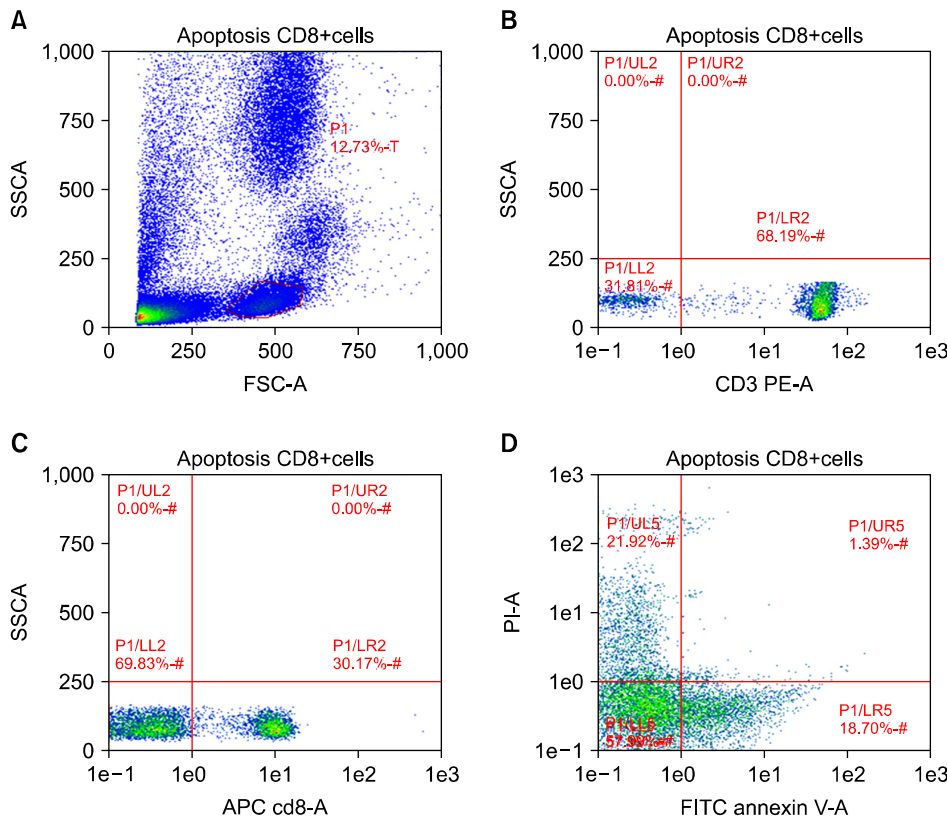 A
Apoptosis CD8+cells
1,000
750
500
250
0
SSCA
P1
12.73%-T
0
250
500
750
1,000
FSC-A
B
Apoptosis CD8+cells
1,000
750
500
250
0
SSCA
P1/UL2
0.00%-#
P1/UR2
0.00%-#
P1/LR2
68.19%-#
P1/LL2
31.81%-#
1e−1
1e0
1e1
1e2
1e3
CD3 PE-A
C
Apoptosis CD8+cells
1,000
750
500
250
0
SSCA
P1/UL2
0.00%-#
P1/UR2
0.00%-#
P1/LL2
69.83%-#
P1/LR2
30.17%-#
1e−1
1e0
1e1
1e2
1e3
APC cd8-A
D
Apoptosis CD8+cells
1e3
1e2
1e1
1e0
1e−1
PI-A
P1/UL5
21.92%-#
P1/UR5
1.39%-#
P1/LR5
18.70%-#
1e−1
1e0
1e1
1e2
1e3
FITC annexin V-A